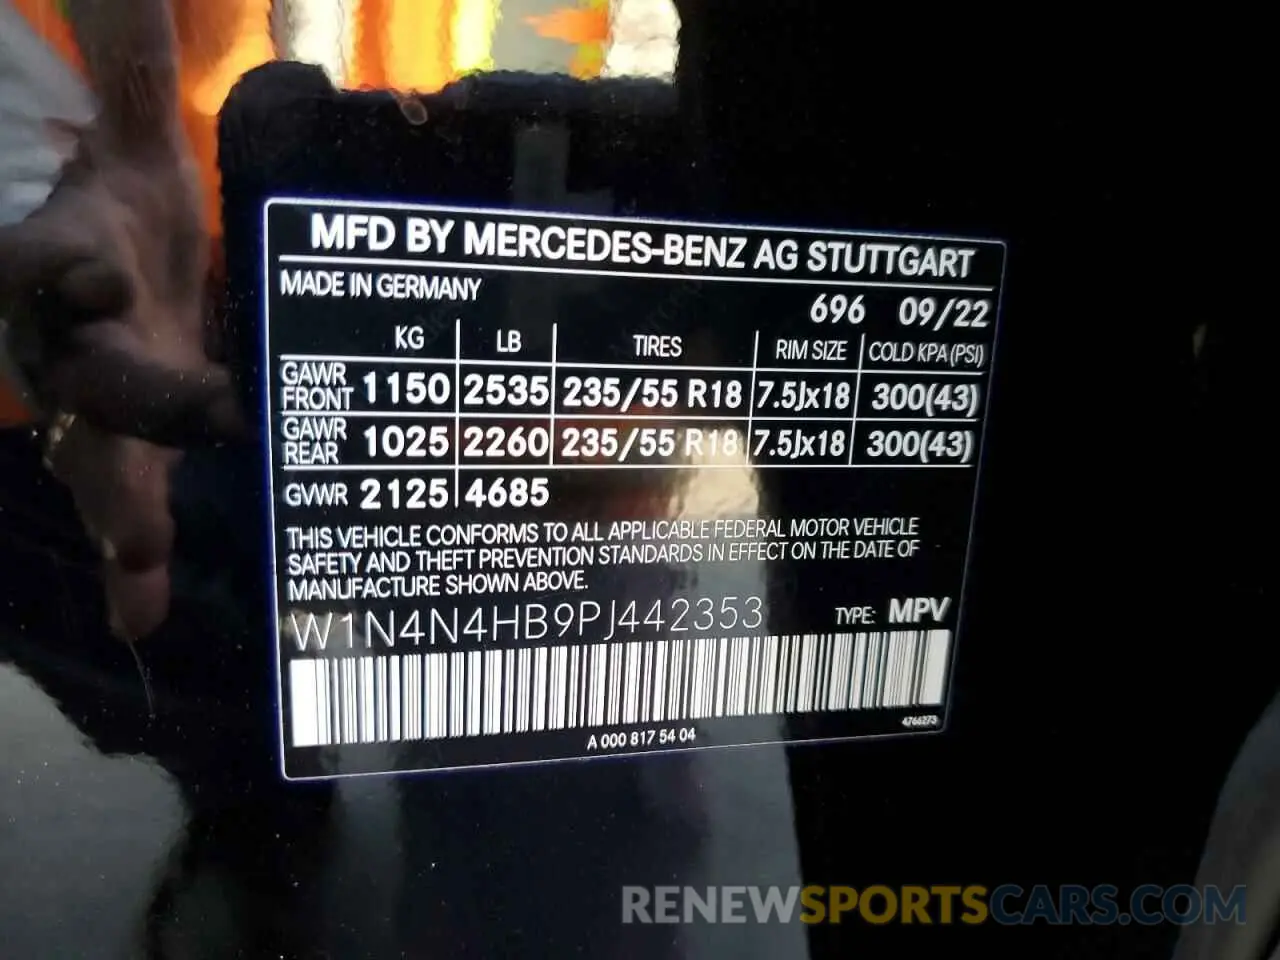 MFD BY MERCEDES-BENZ AG STUTTGART
MADE IN GERMANY
696 09/22
KG LB TIRES RIM SIZE COLD KPA(PSI)
GAWR FRONT 1150 2535 235/55 R18 7.5Jx18 300(43)
GAWR REAR 1025 2260 235/55 R18 7.5Jx18 300(43)
GVWR 2125 4685
THIS VEHICLE CONFORMS TO ALL APPLICABLE FEDERAL MOTOR VEHICLE
SAFETY AND THEFT PREVENTION STANDARDS IN EFFECT ON THE DATE OF
MANUFACTURE SHOWN ABOVE.
W1N4N4HB9PJ442353 TYPE: MPV
A 000 817 54 04
4766273
RENEWSPORTSCARS.COM